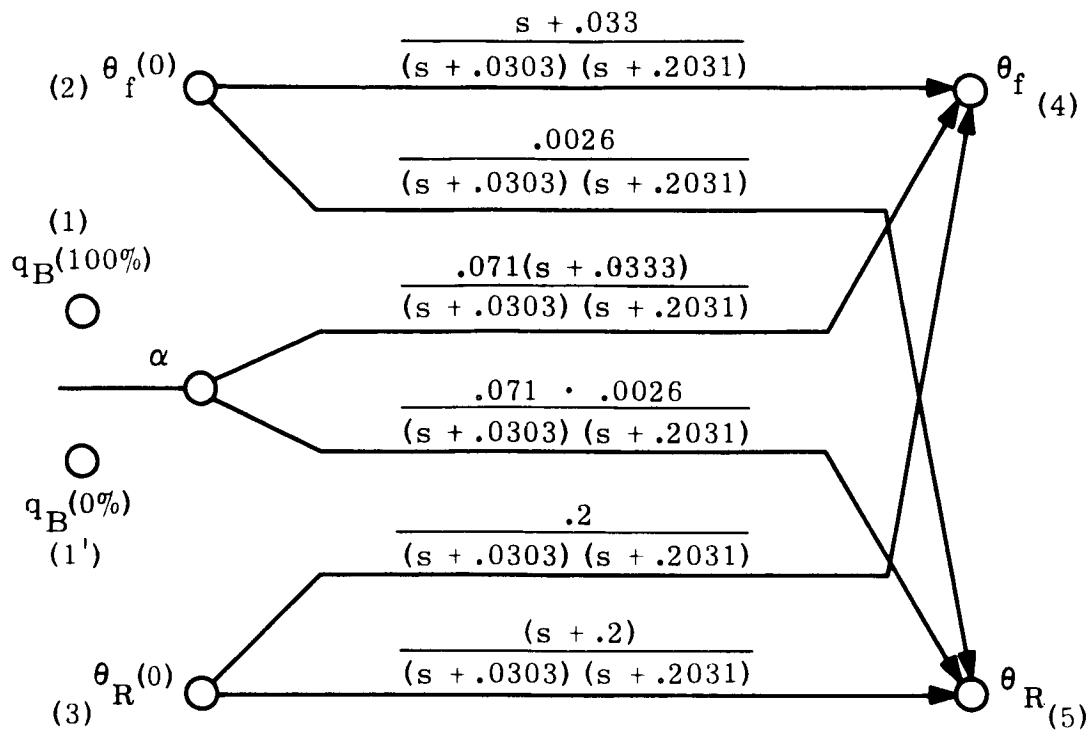 s + .033
(s + .0303) (s + .2031)
(2) θf(0)
θf (4)
.0026
(s + .0303) (s + .2031)
(1)
qB(100%)
.071(s + .0333)
(s + .0303) (s + .2031)
α
.071 · .0026
(s + .0303) (s + .2031)
qB(0%)
(1')
.2
(s + .0303) (s + .2031)
(s + .2)
(s + .0303) (s + .2031)
(3) θR(0)
θR (5)